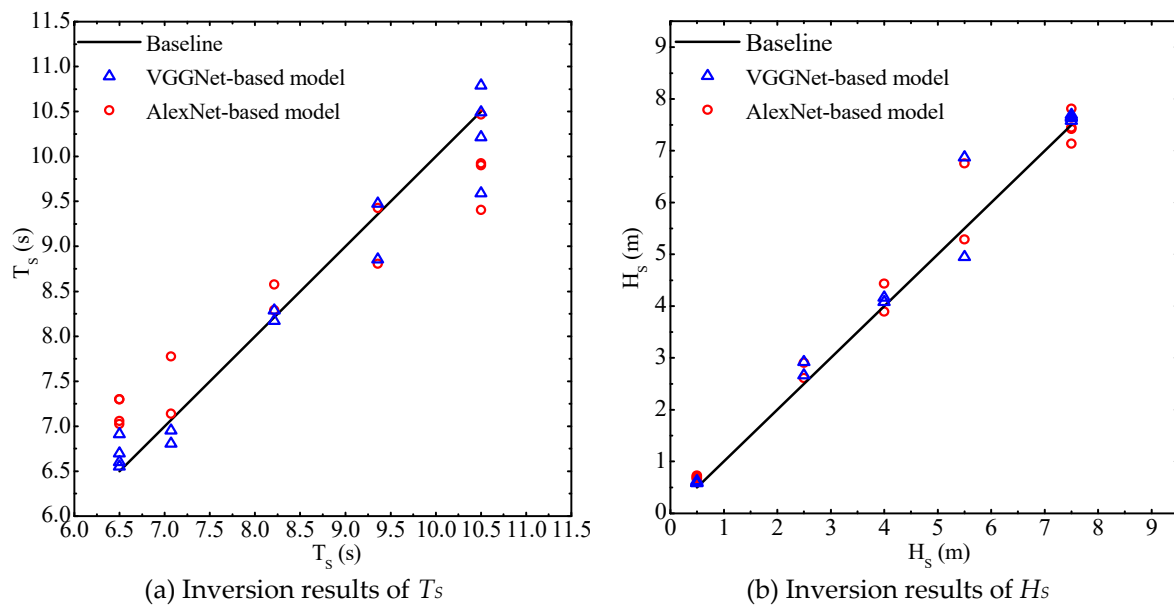 11.5
11.0
10.5
10.0
9.5
9.0
8.5
8.0
7.5
7.0
6.5
6.0
T_s (s)
Baseline
VGGNet-based model
AlexNet-based model
6.0 6.5 7.0 7.5 8.0 8.5 9.0 9.5 10.0 10.5 11.0 11.5
T_s (s)
(a) Inversion results of Ts
9
8
7
6
5
4
3
2
1
0
H_s (m)
Baseline
VGGNet-based model
AlexNet-based model
0 1 2 3 4 5 6 7 8 9
H_s (m)
(b) Inversion results of Hs